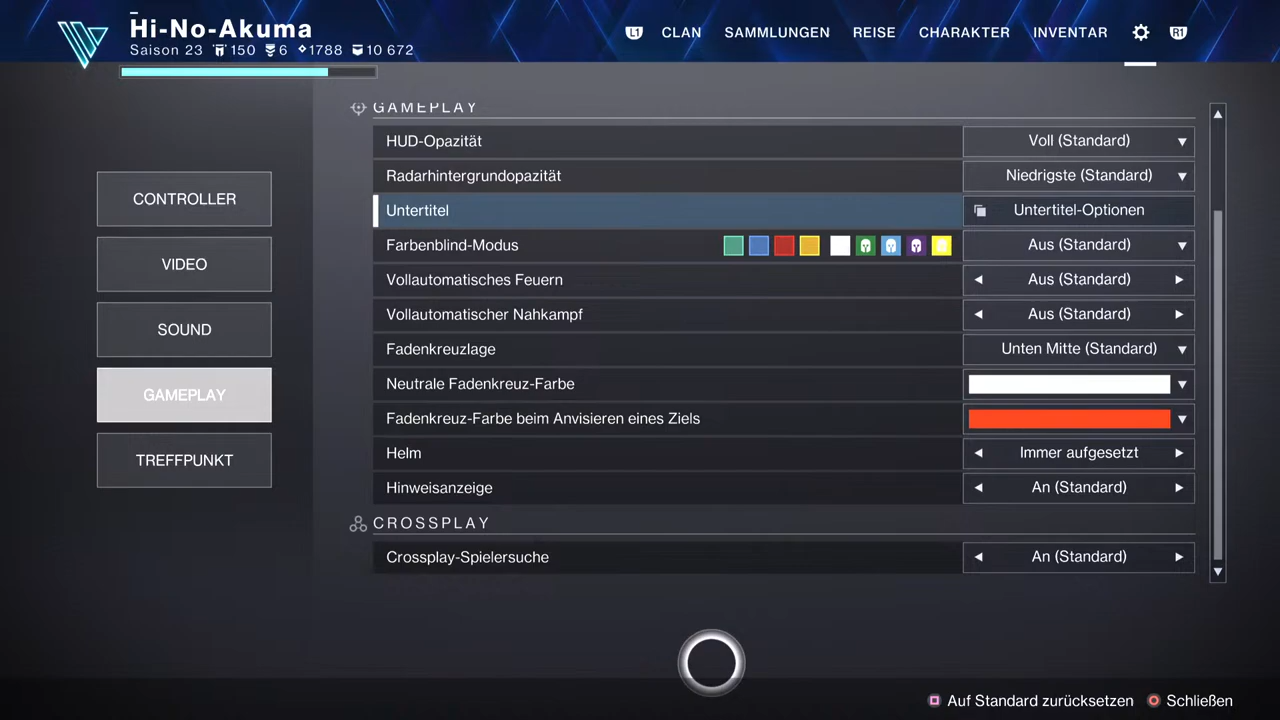 Hi-No-Akuma
Saison 23 150 6 1788 10 672
L1 CLAN SAMMLUNGEN REISE CHARAKTER INVENTAR R1
CONTROLLER
VIDEO
SOUND
GAMEPLAY
TREFFPUNKT
GAMEPLAY
HUD-Opazität Voll (Standard)
Radarhintergrundopazität Niedrigste (Standard)
Untertitel Untertitel-Optionen
Farbenblind-Modus Aus (Standard)
Vollautomatisches Feuern Aus (Standard)
Vollautomatischer Nahkampf Aus (Standard)
Fadenkreuzlage Unten Mitte (Standard)
Neutrale Fadenkreuz-Farbe
Fadenkreuz-Farbe beim Anvisieren eines Ziels
Helm Immer aufgesetzt
Hinweisanzeige An (Standard)
CROSSPLAY
Crossplay-Spielersuche An (Standard)
Auf Standard zurücksetzen Schließen